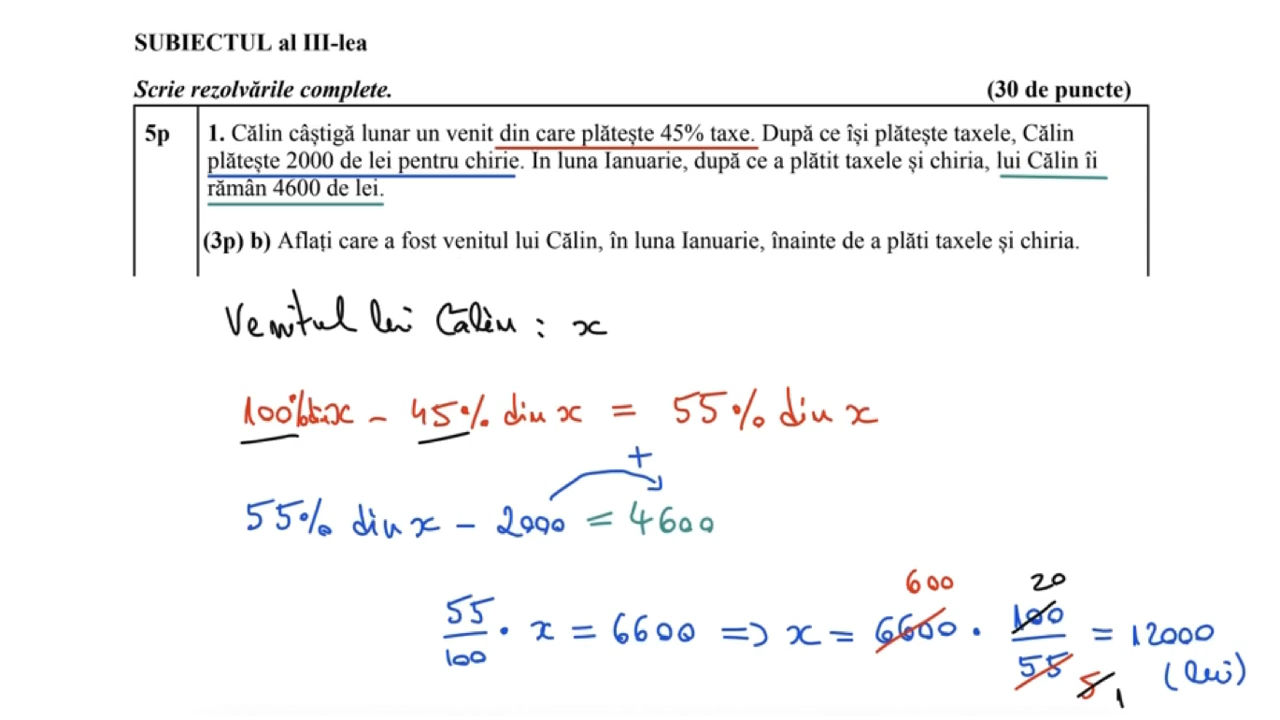 SUBIECTUL al III-lea
Scrie rezolvările complete. (30 de puncte)
5p 1. Călin câștigă lunar un venit din care plătește 45% taxe. După ce își plătește taxele, Călin
plătește 2000 de lei pentru chirie. In luna Ianuarie, după ce a plătit taxele și chiria, lui Călin îi
rămân 4600 de lei.
(3p) b) Aflați care a fost venitul lui Călin, în luna Ianuarie, înainte de a plăti taxele și chiria.
Venitul lui Călin : x
100% din x - 45% din x = 55% din x
+
55% din x - 2000 = 4600
600 20
55/100 · x = 6600 => x = 6600 · 100/55 = 12000
(lei)
5 1